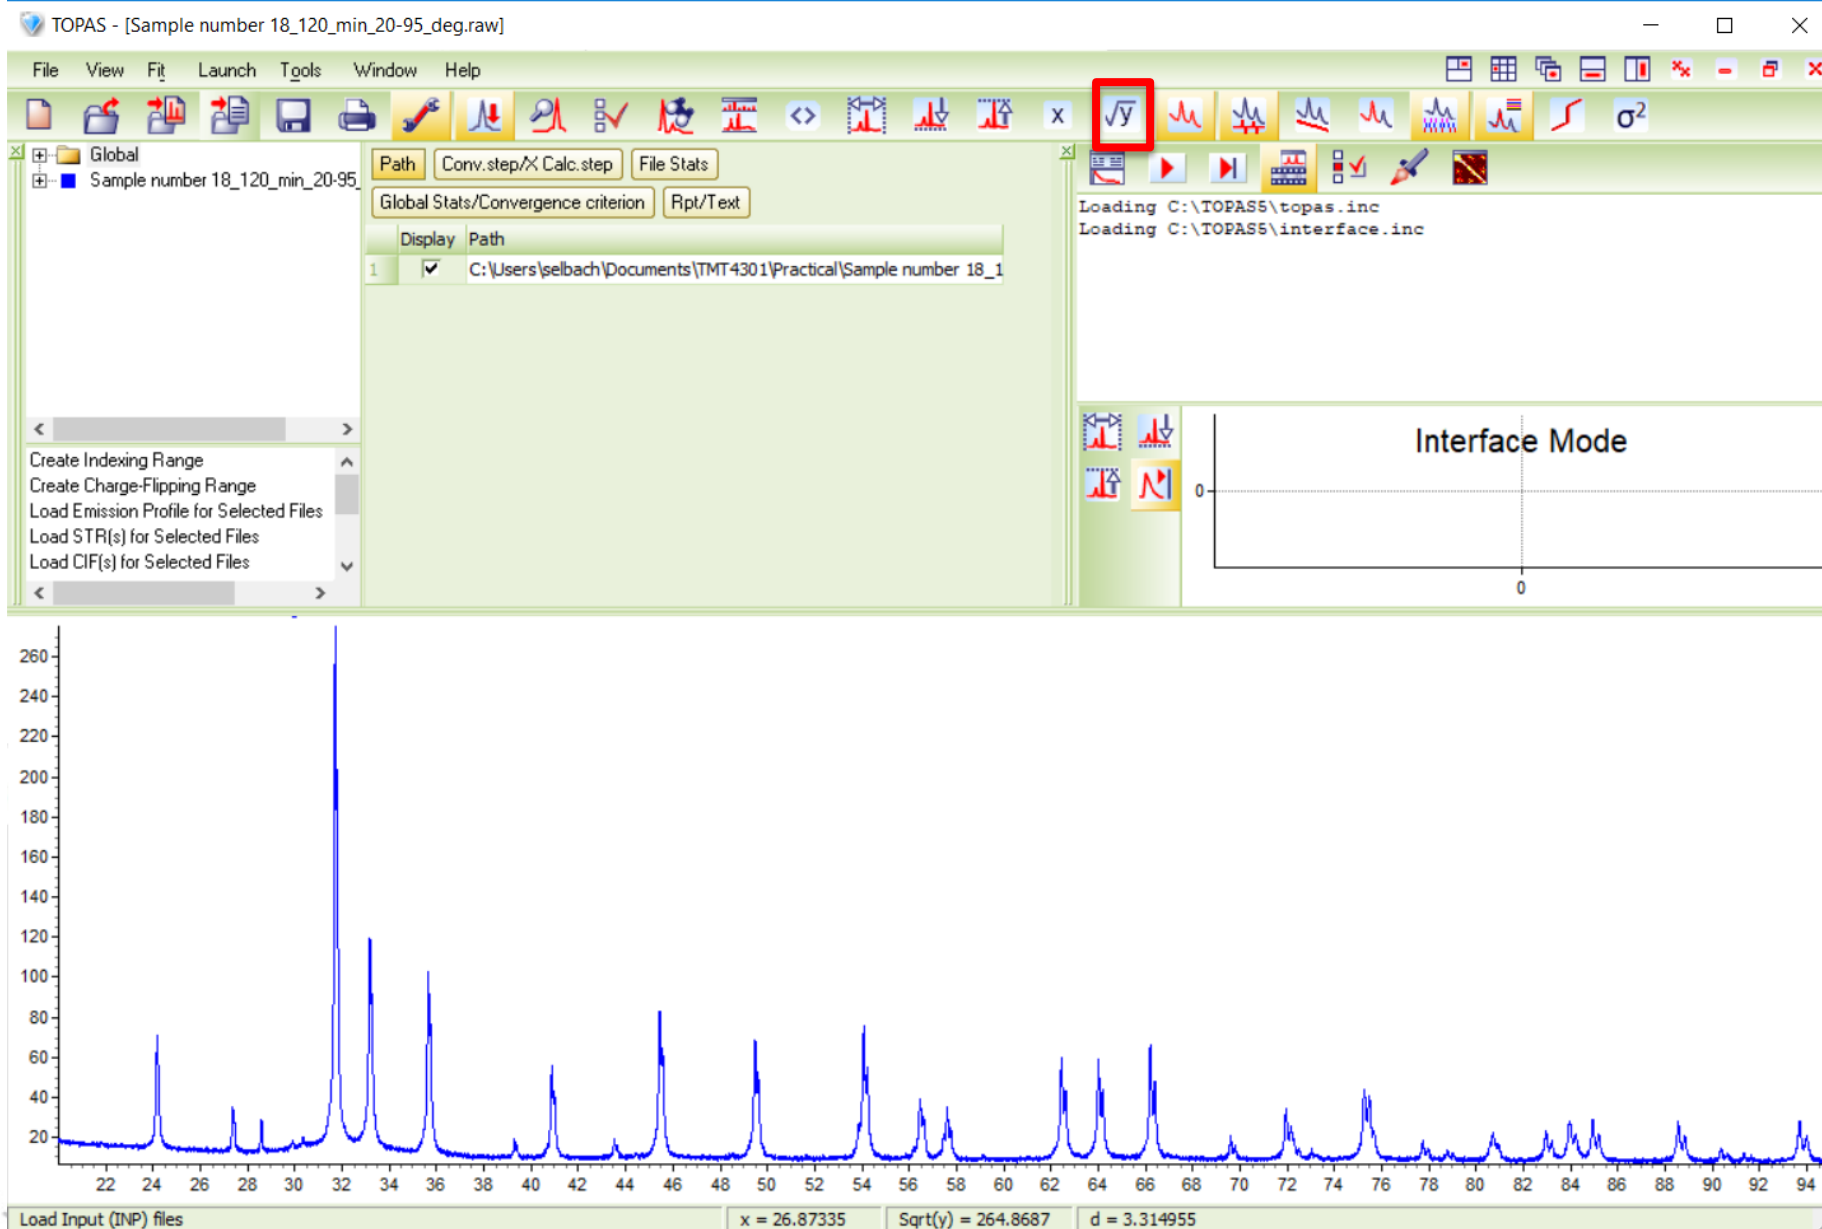 TOPAS - [Sample number 18_120_min_20-95_deg.raw]
File View Fit Launch Tools Window Help
x √y σ²
Global
Sample number 18_120_min_20-95_
Path Conv.step/X Calc.step File Stats
Global Stats/Convergence criterion Rpt/Text
Display Path
1 C:\Users\selbach\Documents\TMT4301\Practical\Sample number 18_1
Loading C:\TOPAS5\topas.inc
Loading C:\TOPAS5\interface.inc
Create Indexing Range
Create Charge-Flipping Range
Load Emission Profile for Selected Files
Load STR(s) for Selected Files
Load CIF(s) for Selected Files
Interface Mode
0
0
260
240
220
200
180
160
140
120
100
80
60
40
20
22 24 26 28 30 32 34 36 38 40 42 44 46 48 50 52 54 56 58 60 62 64 66 68 70 72 74 76 78 80 82 84 86 88 90 92 94
Load Input (INP) files x = 26.87335 Sqrt(y) = 264.8687 d = 3.314955